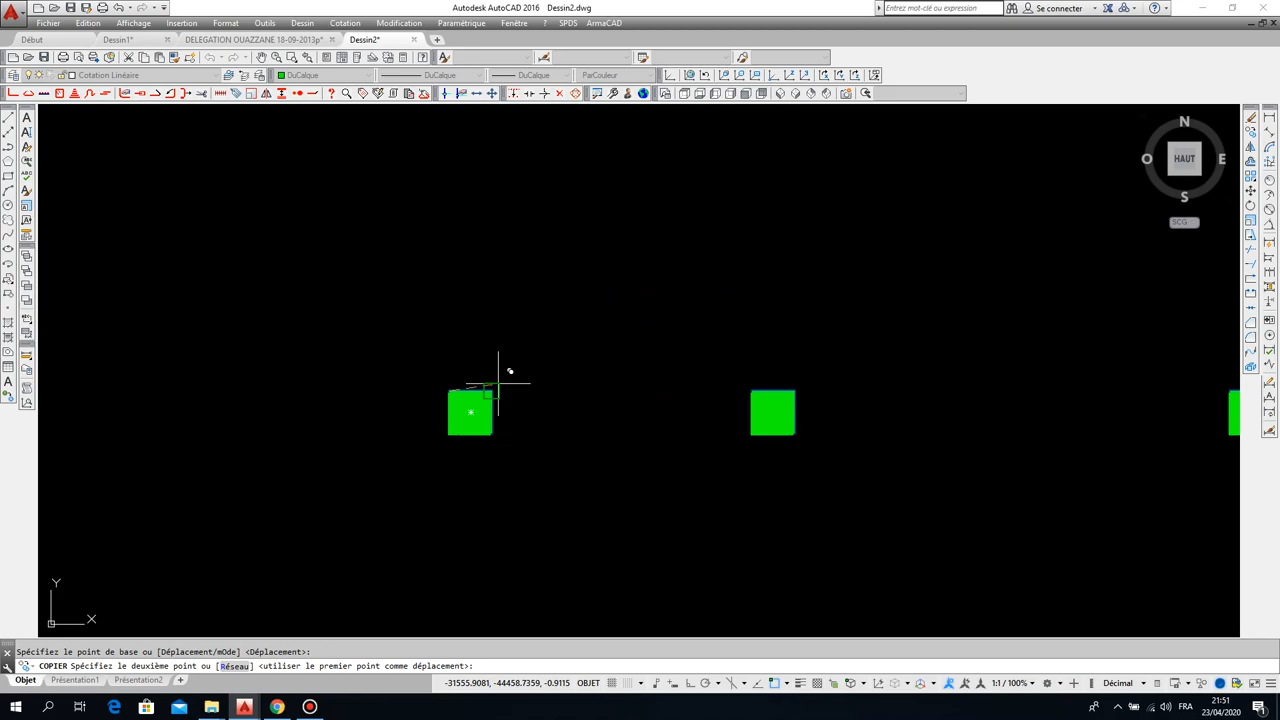 Autodesk AutoCAD 2016 Dessin2.dwg
Entrez mot-clé ou expression
Se connecter
Fichier Edition Affichage Insertion Format Outils Dessin Cotation Modification Paramétrique Fenêtre ? SPDS ArmaCAD
Début Dessin1* DELEGATION OUAZZANE 18-09-2013p* Dessin2*
Cotation Linéaire DuCalque DuCalque DuCalque ParCouleur
N
O HAUT E
S
SCG
Y
X
Spécifiez le point de base ou [Déplacement/mOde] <Déplacement>:
COPIER Spécifiez le deuxième point ou [Réseau] <utiliser le premier point comme déplacement>:
Objet Présentation1 Présentation2 +
-31555.9081, -44458.7359, -0.9115 OBJET 1:1 / 100% Décimal
FRA
21:51
23/04/2020